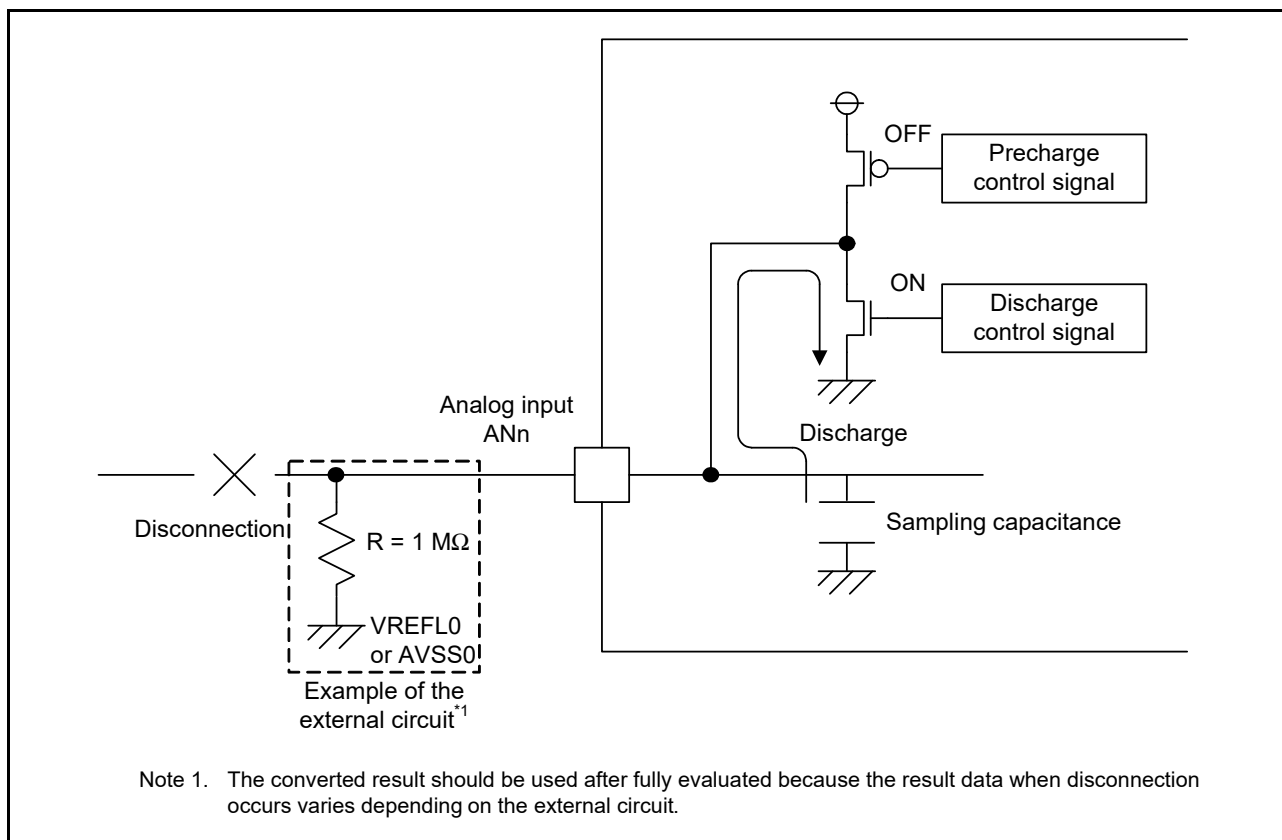 OFF
Precharge
control signal
ON
Discharge
control signal
Analog input
ANn
Discharge
Disconnection
R = 1 MΩ
Sampling capacitance
VREFL0
or AVSS0
Example of the
external circuit*1
Note 1. The converted result should be used after fully evaluated because the result data when disconnection
occurs varies depending on the external circuit.